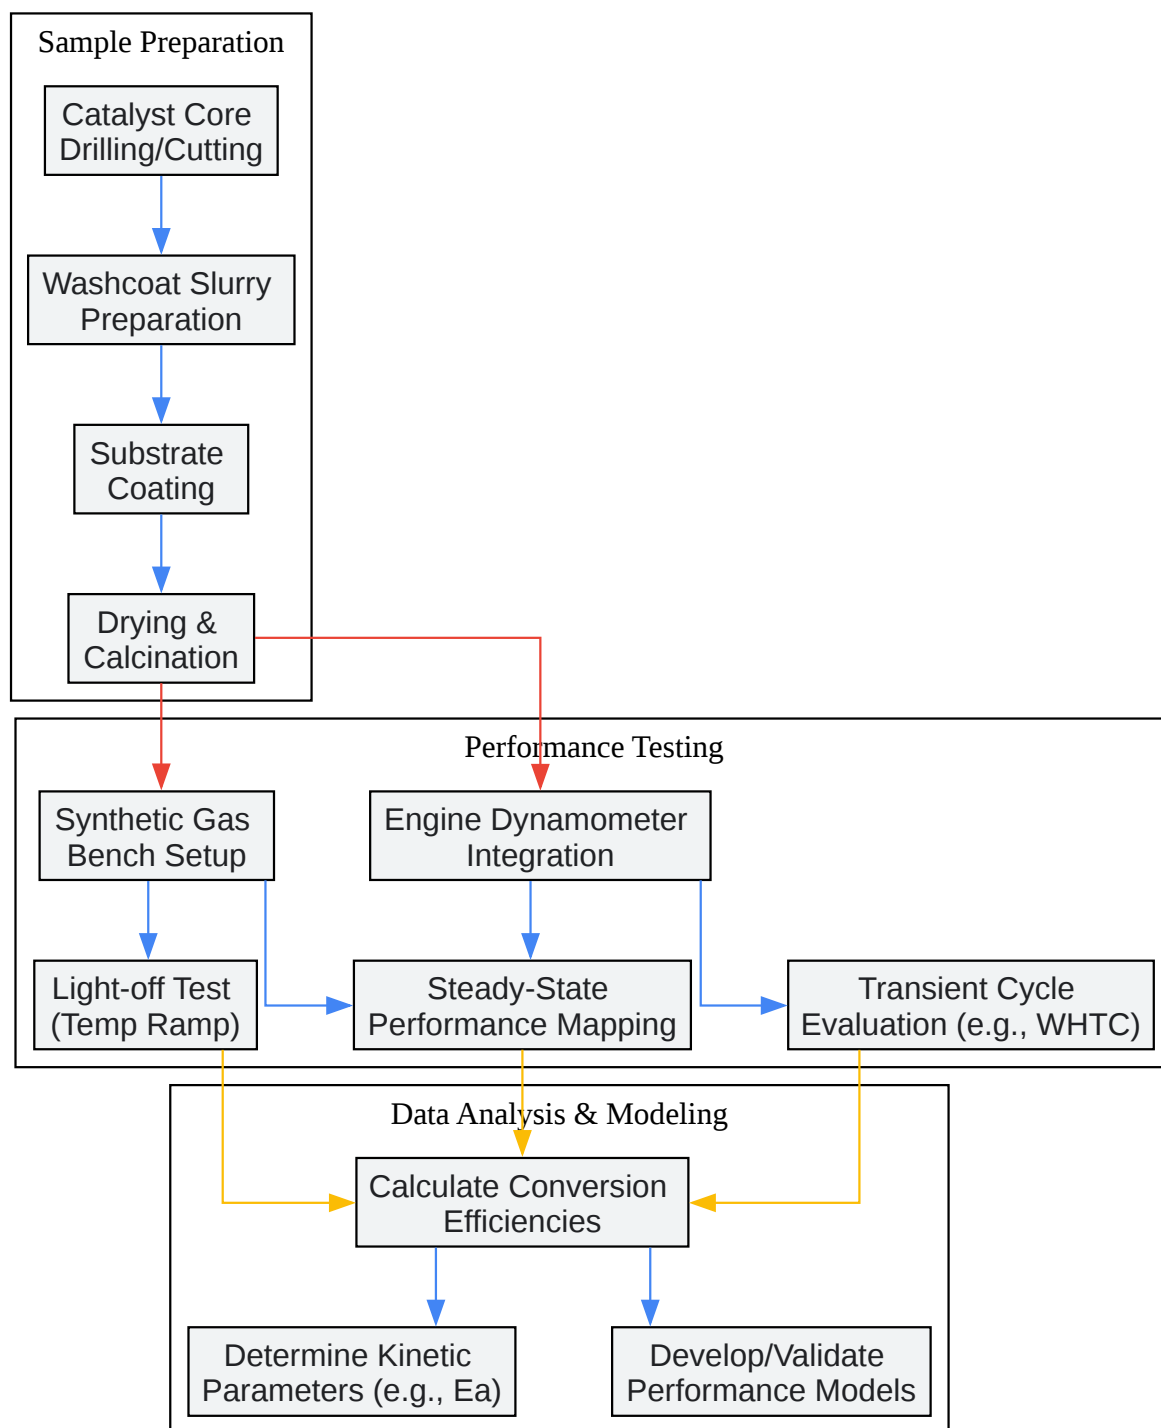 Sample Preparation
Catalyst Core
Drilling/Cutting
Washcoat Slurry
Preparation
Substrate
Coating
Drying &
Calcination
Performance Testing
Synthetic Gas
Bench Setup
Engine Dynamometer
Integration
Light-off Test
(Temp Ramp)
Steady-State
Performance Mapping
Transient Cycle
Evaluation (e.g., WHTC)
Data Analysis & Modeling
Calculate Conversion
Efficiencies
Determine Kinetic
Parameters (e.g., Ea)
Develop/Validate
Performance Models